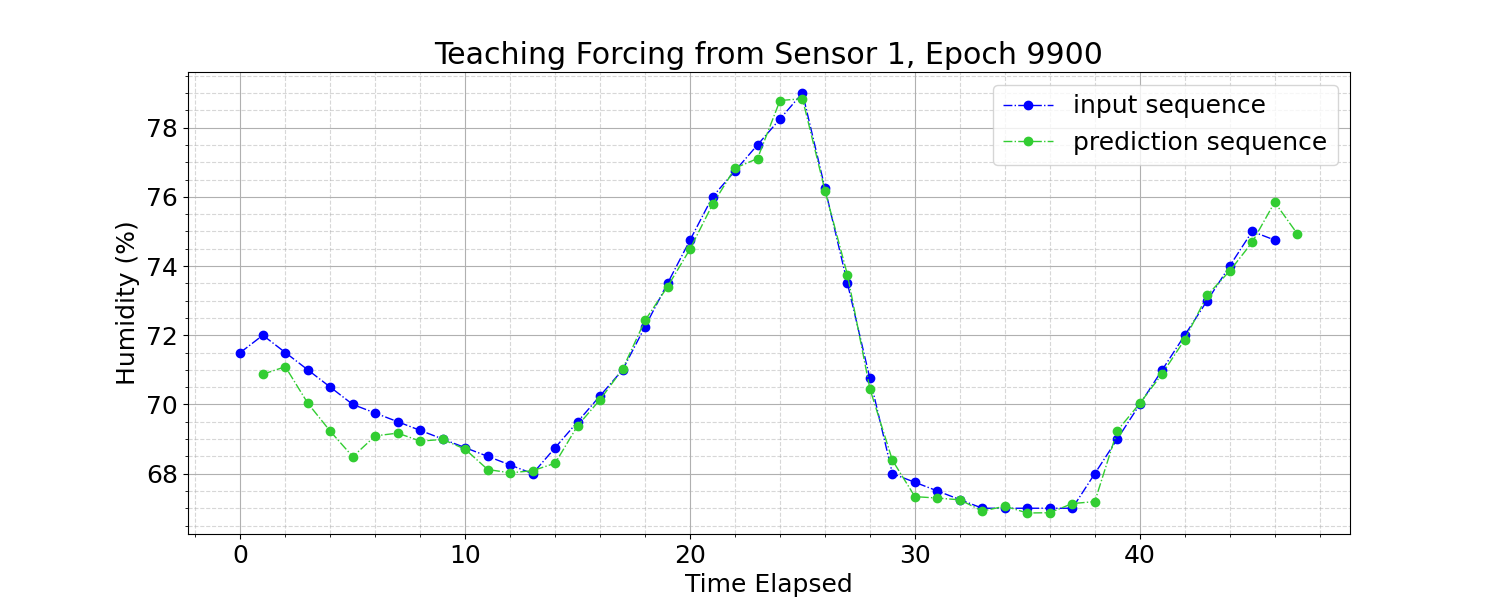 Teaching Forcing from Sensor 1, Epoch 9900
input sequence
prediction sequence
Humidity (%)
78
76
74
72
70
68
0 10 20 30 40
Time Elapsed